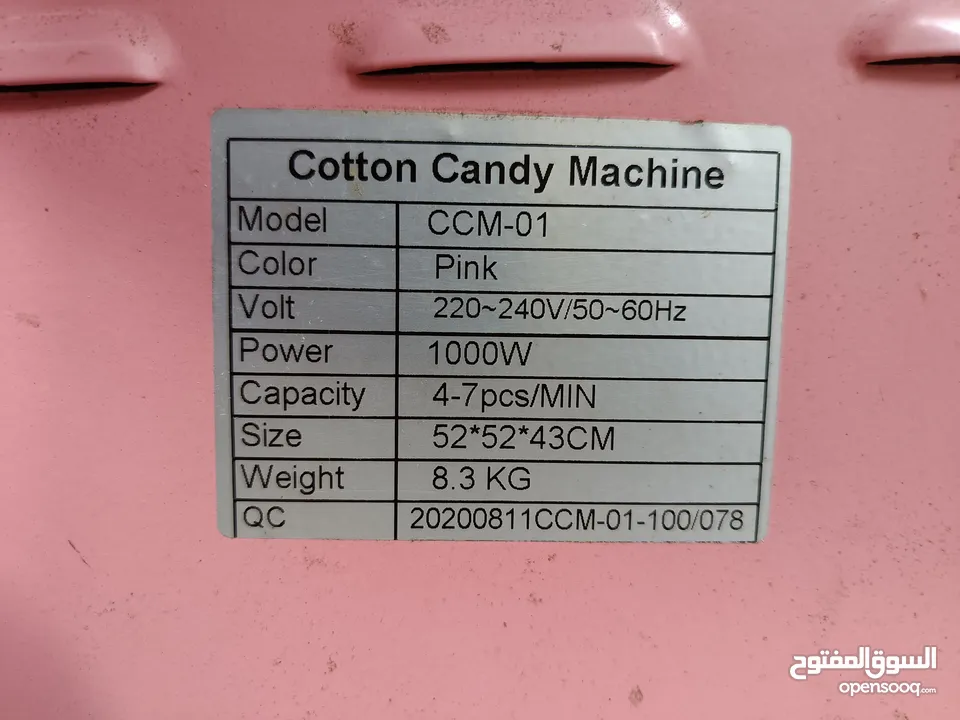 Cotton Candy Machine
Model CCM-01
Color Pink
Volt 220~240V/50~60Hz
Power 1000W
Capacity 4-7pcs/MIN
Size 52*52*43CM
Weight 8.3 KG
QC 20200811CCM-01-100/078
السوق المفتوح
opensooq.com